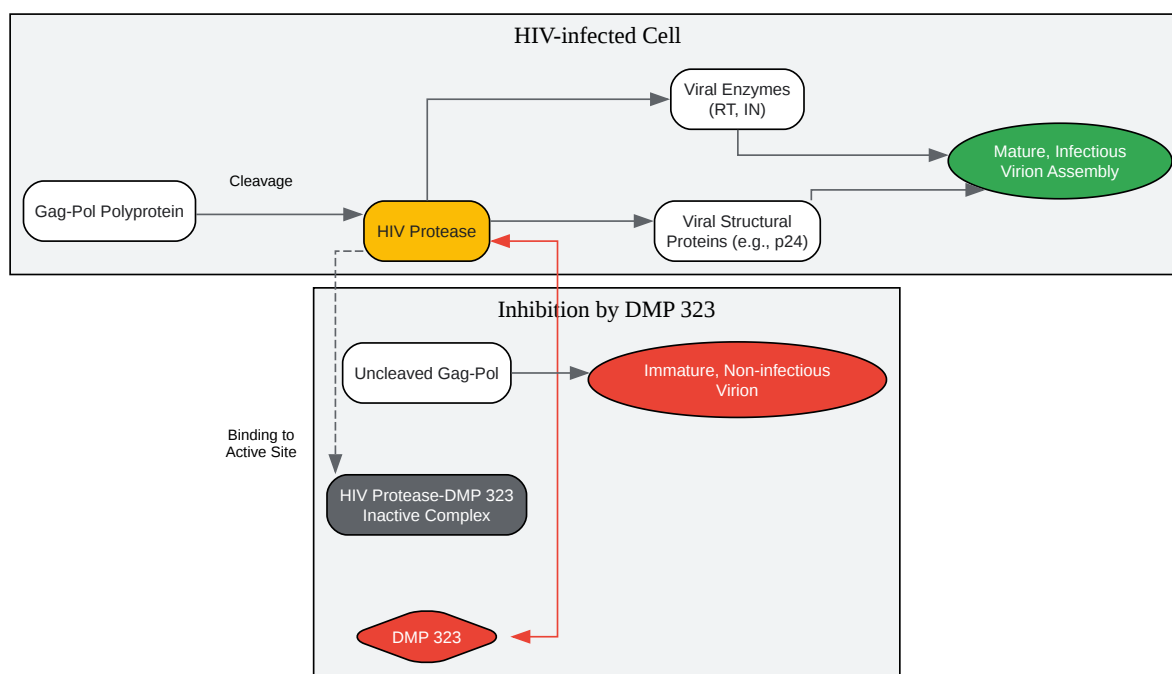 HIV-infected Cell
Viral Enzymes
(RT, IN)
Mature, Infectious
Virion Assembly
Cleavage
Gag-Pol Polyprotein
HIV Protease
Viral Structural
Proteins (e.g., p24)
Inhibition by DMP 323
Uncleaved Gag-Pol
Immature, Non-infectious
Virion
Binding to
Active Site
HIV Protease-DMP 323
Inactive Complex
DMP 323